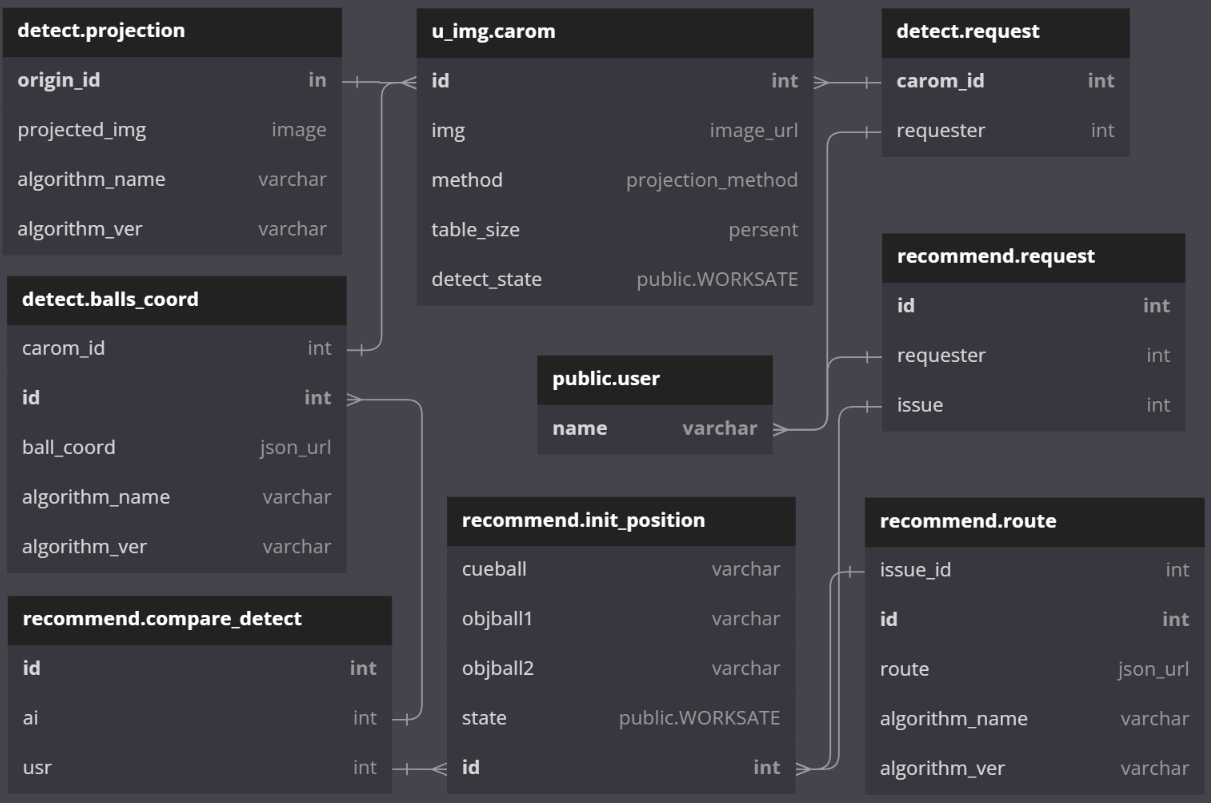 detect.projection
origin_id in
projected_img image
algorithm_name varchar
algorithm_ver varchar
u_img.carom
id int
img image_url
method projection_method
table_size persent
detect_state public.WORKSATE
detect.request
carom_id int
requester int
detect.balls_coord
carom_id int
id int
ball_coord json_url
algorithm_name varchar
algorithm_ver varchar
public.user
name varchar
recommend.request
id int
requester int
issue int
recommend.compare_detect
id int
ai int
usr int
recommend.init_position
cueball varchar
objball1 varchar
objball2 varchar
state public.WORKSATE
id int
recommend.route
issue_id int
id int
route json_url
algorithm_name varchar
algorithm_ver varchar